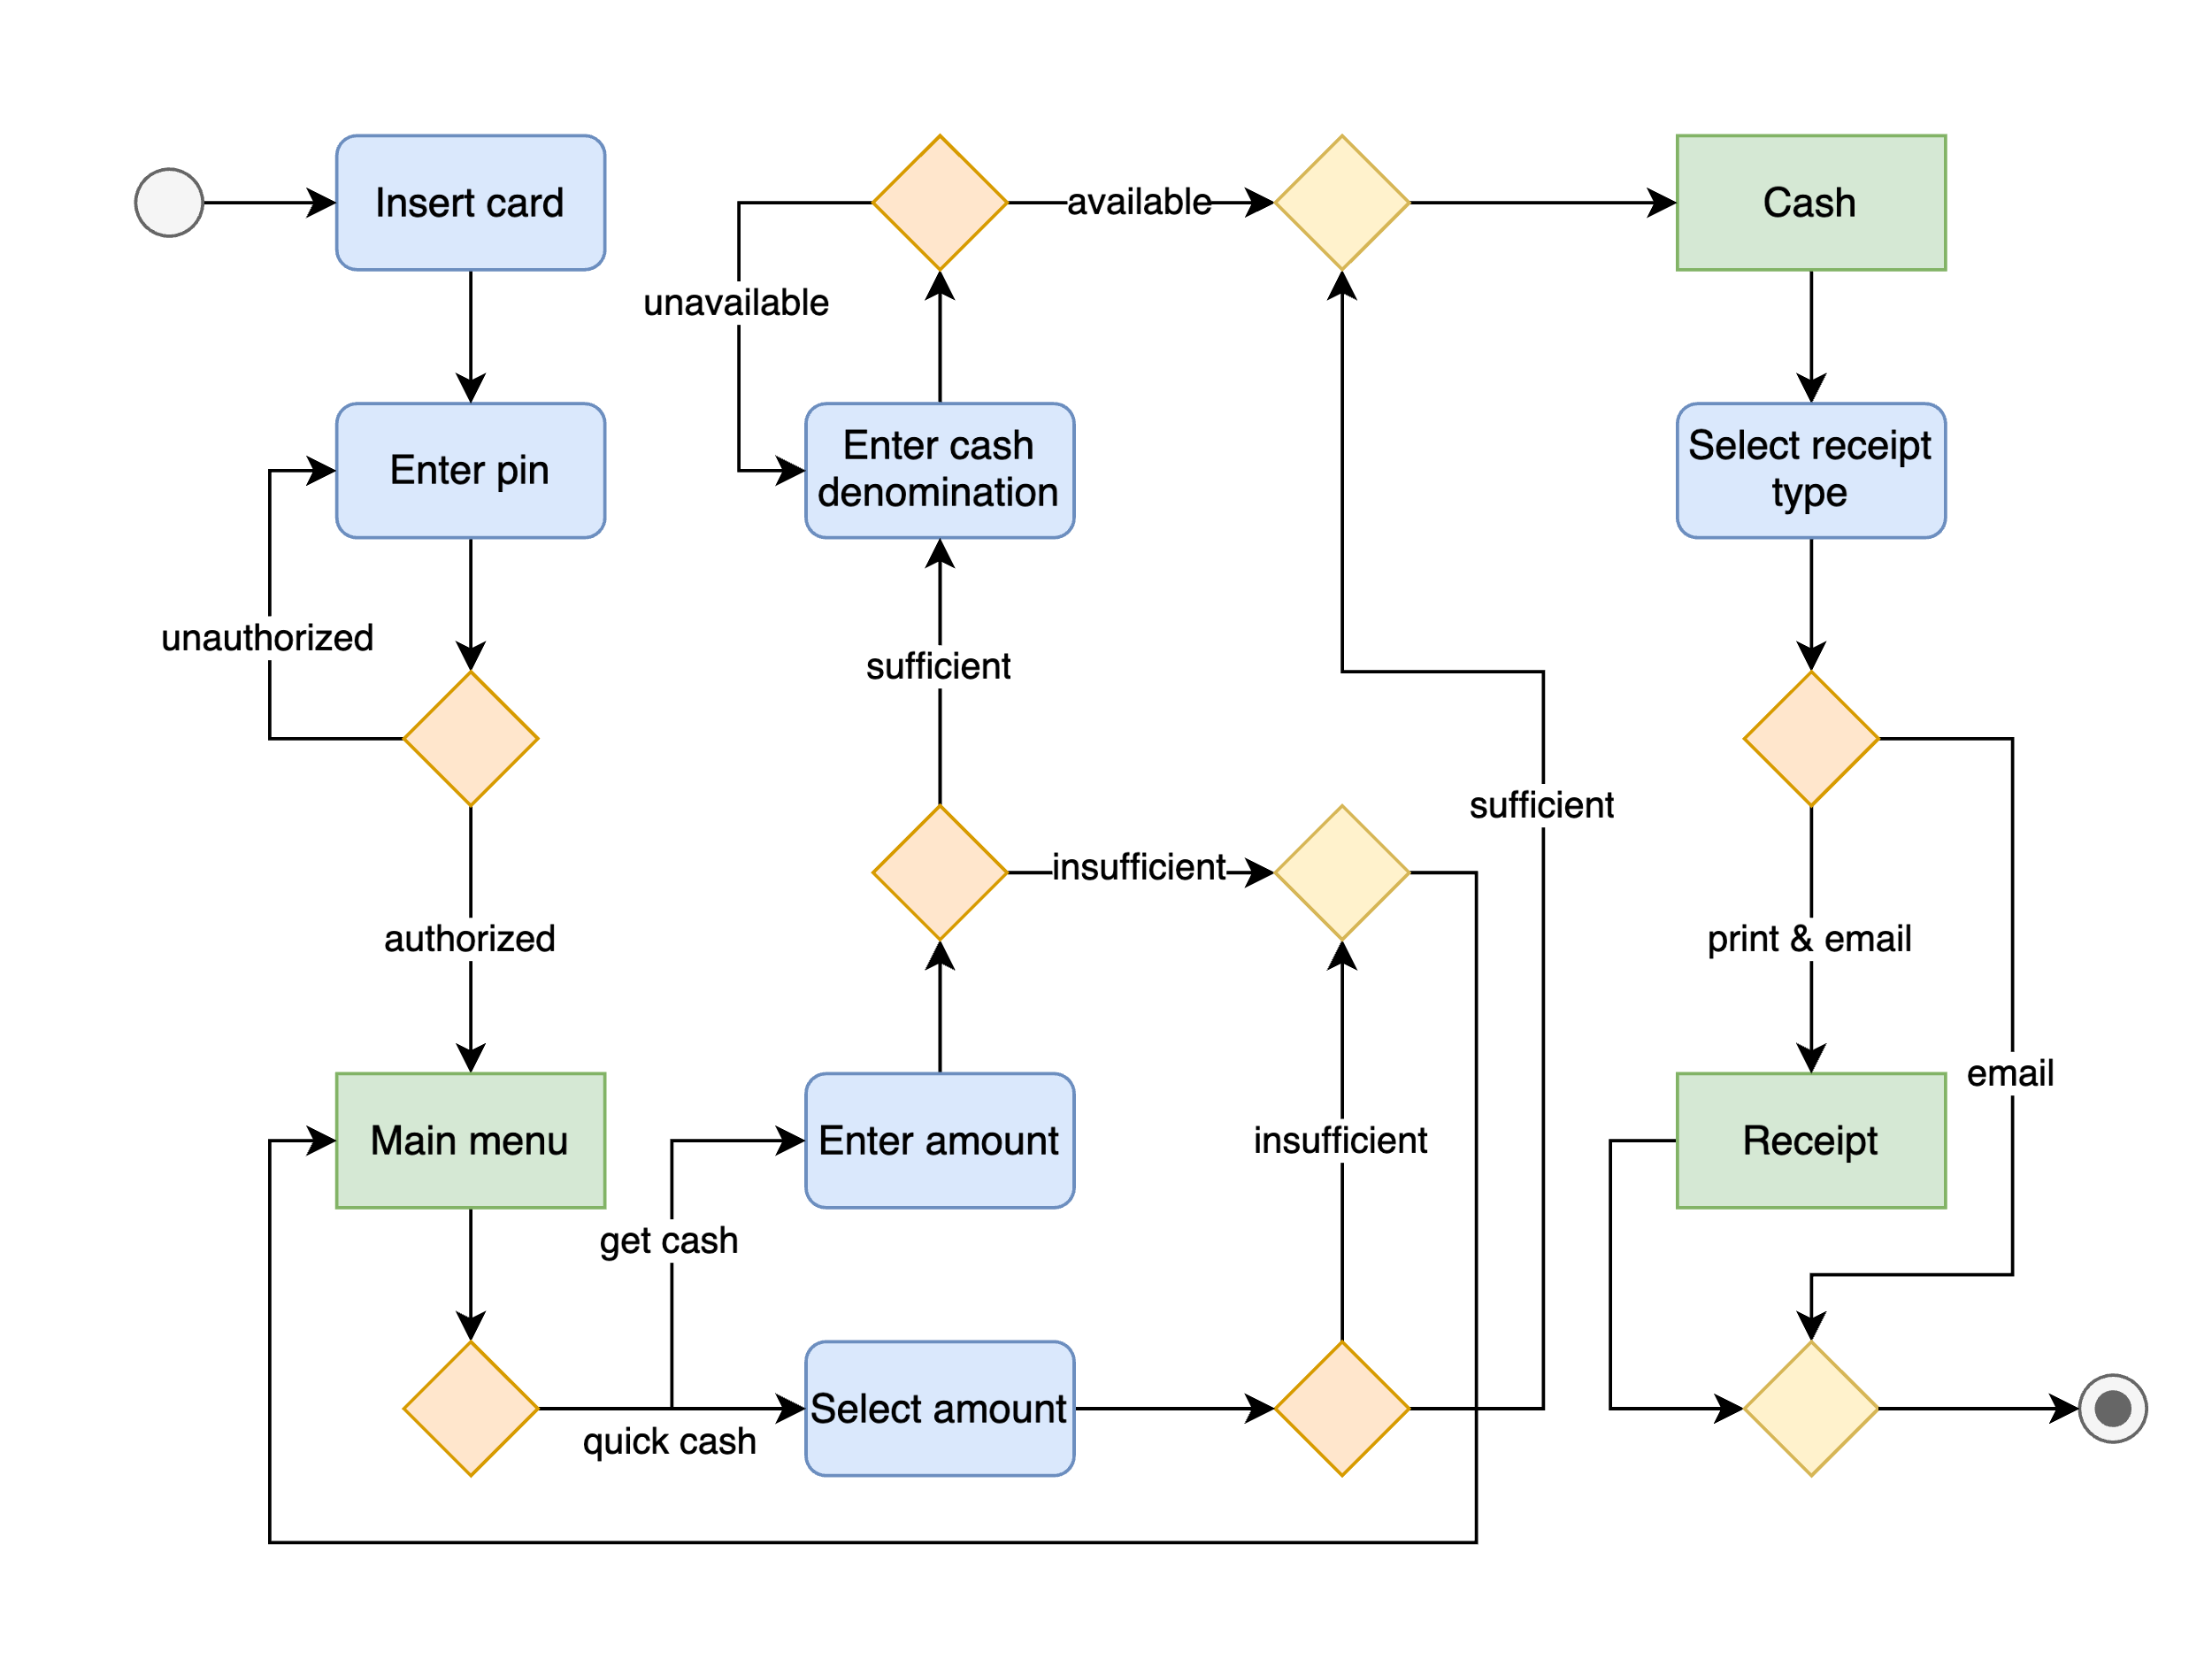 Insert card
available
Cash
unavailable
Enter pin
Enter cash
denomination
Select receipt
type
unauthorized
sufficient
sufficient
insufficient
authorized
print & email
email
Main menu
Enter amount
insufficient
Receipt
get cash
Select amount
quick cash